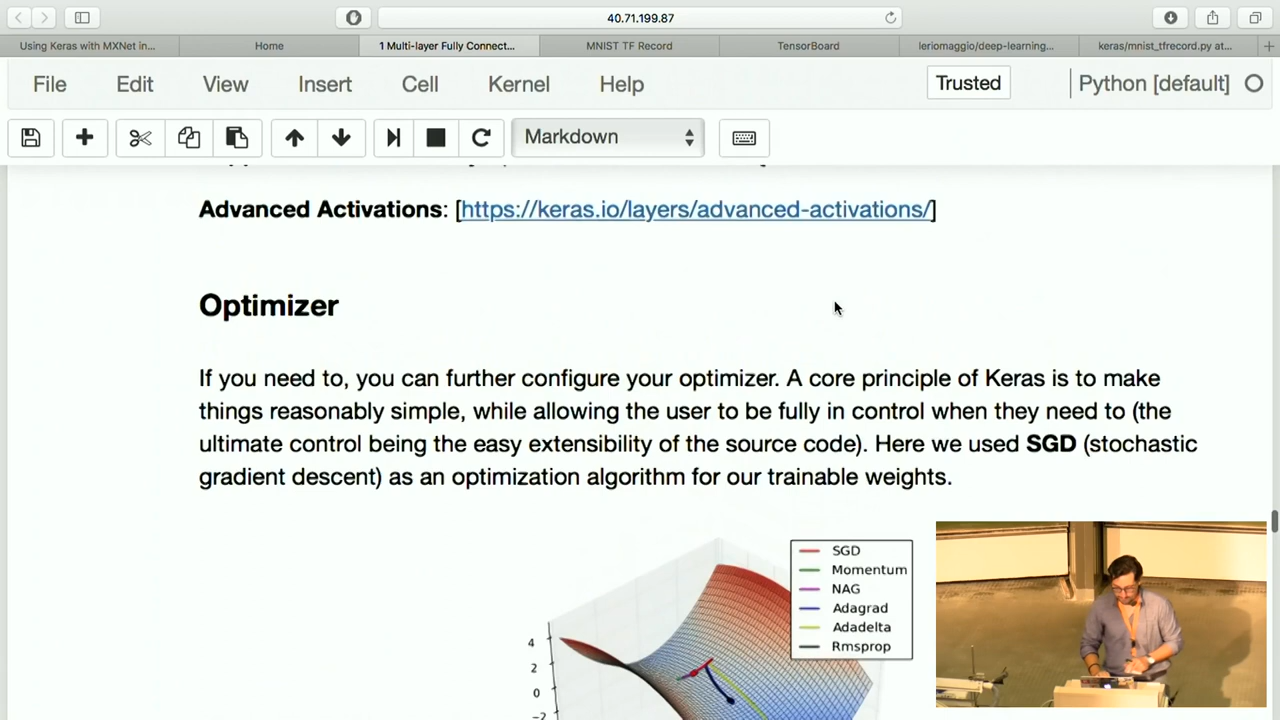 40.71.199.87
Using Keras with MXNet in...
Home
1 Multi-layer Fully Connect...
MNIST TF Record
TensorBoard
leriomaggio/deep-learning...
keras/mnist_tfrecord.py at...
File Edit View Insert Cell Kernel Help
Trusted
Python [default]
Markdown
Advanced Activations: [https://keras.io/layers/advanced-activations/]
Optimizer
If you need to, you can further configure your optimizer. A core principle of Keras is to make
things reasonably simple, while allowing the user to be fully in control when they need to (the
ultimate control being the easy extensibility of the source code). Here we used SGD (stochastic
gradient descent) as an optimization algorithm for our trainable weights.
SGD
Momentum
NAG
Adagrad
Adadelta
Rmsprop
4
2
0
−2